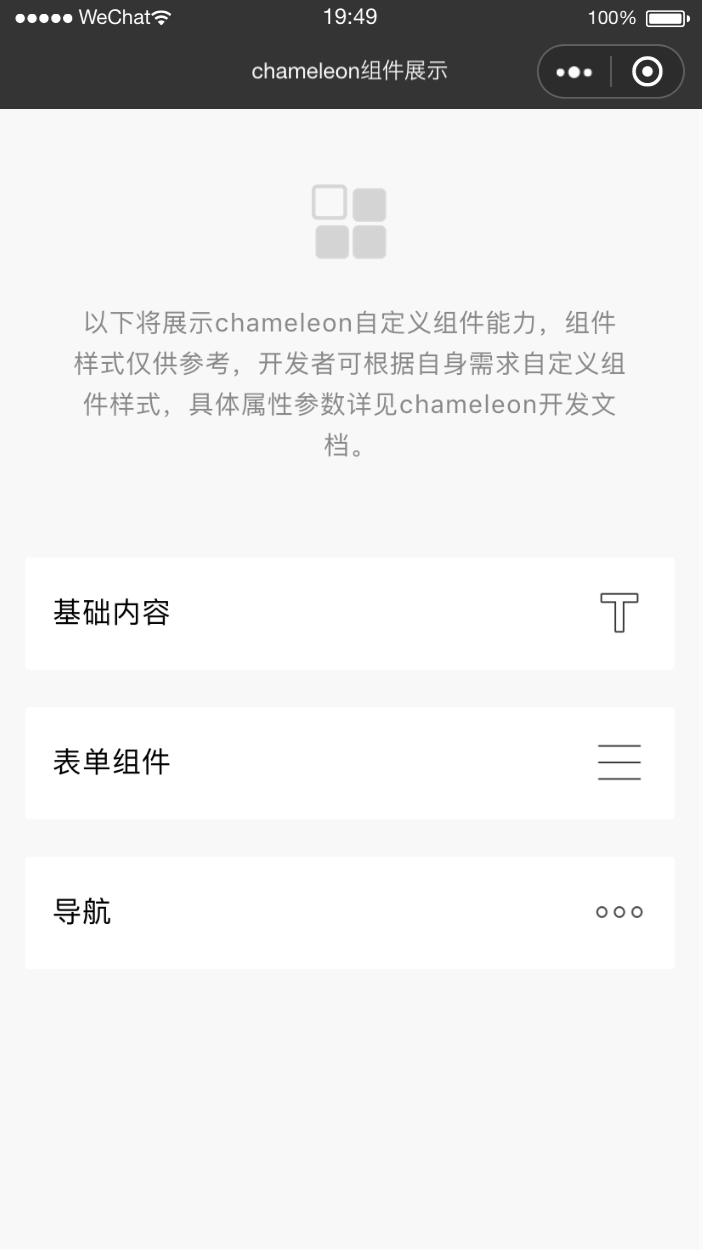 WeChat
19:49
100%
chameleon组件展示
以下将展示chameleon自定义组件能力，组件
样式仅供参考，开发者可根据自身需求自定义组
件样式，具体属性参数详见chameleon开发文
档。
基础内容
表单组件
导航